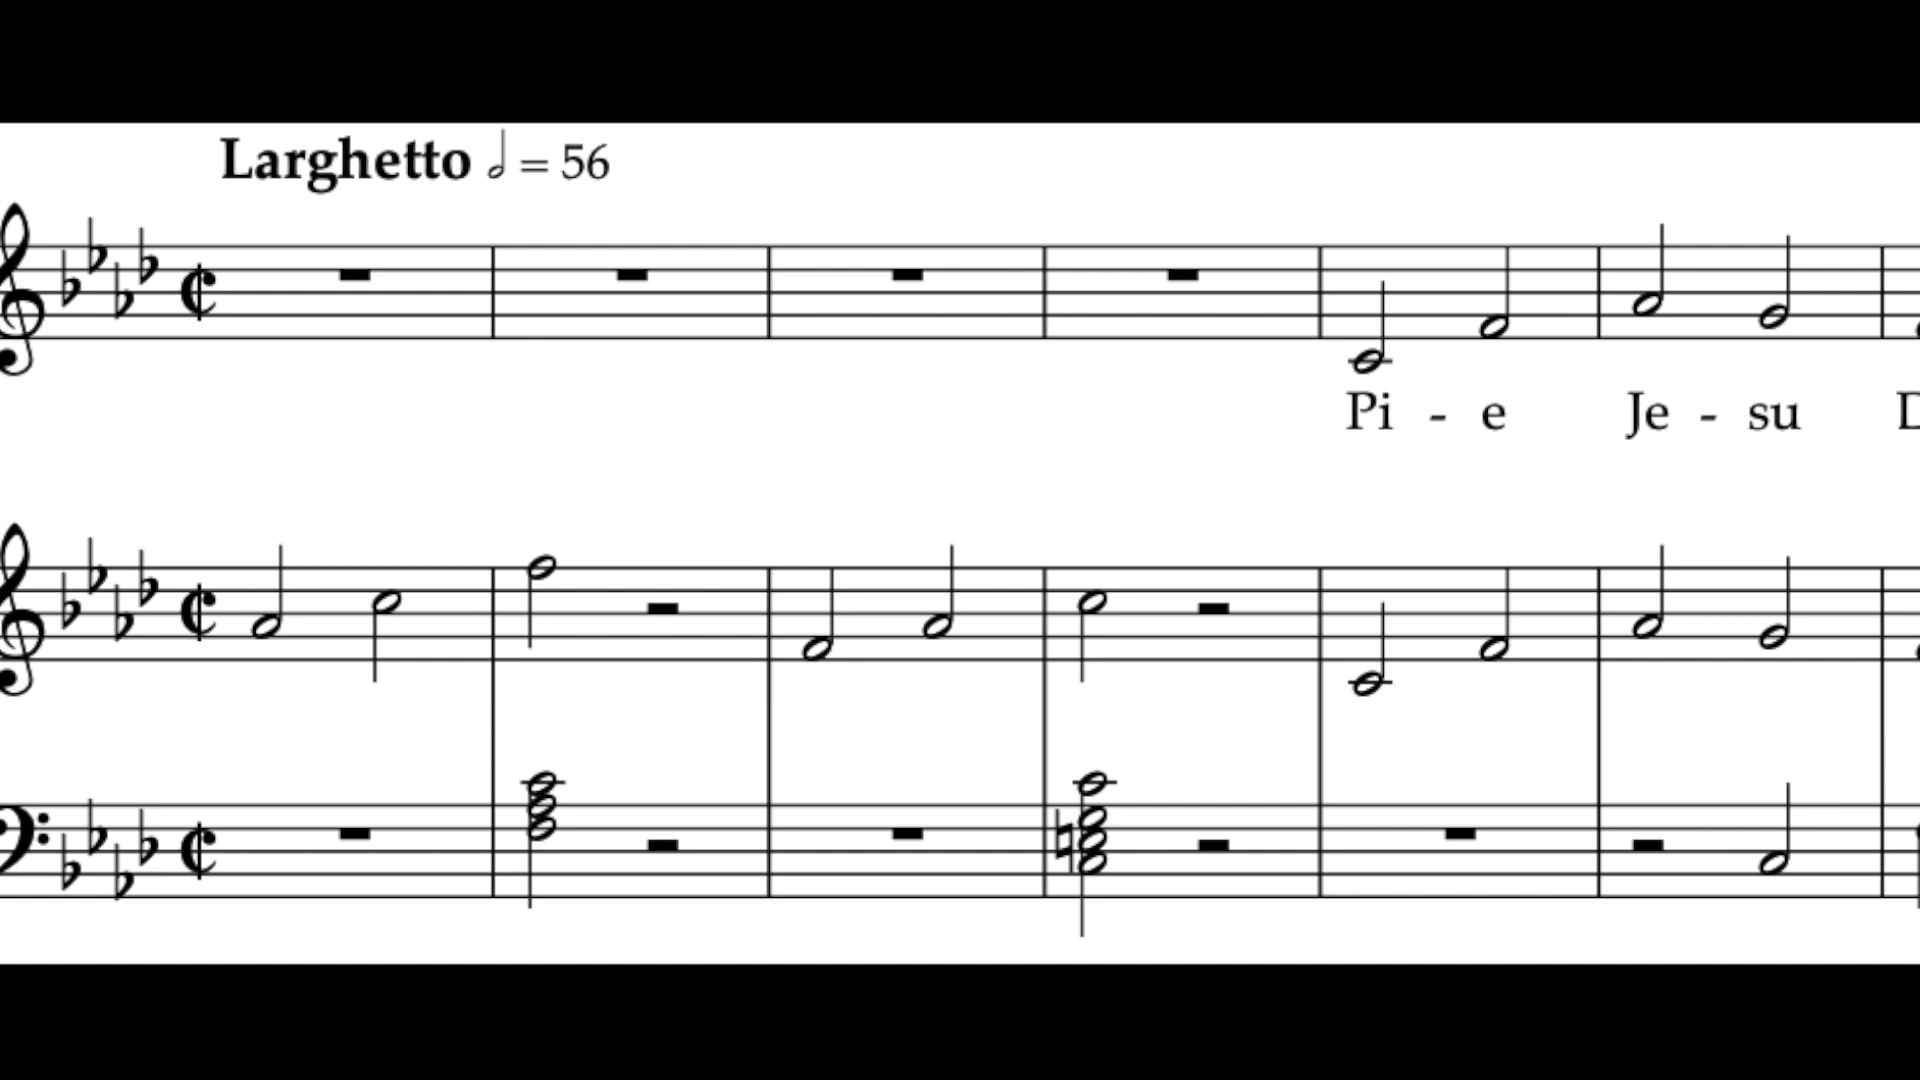 Larghetto 𝅗𝅥 = 56
Pi - e Je - su